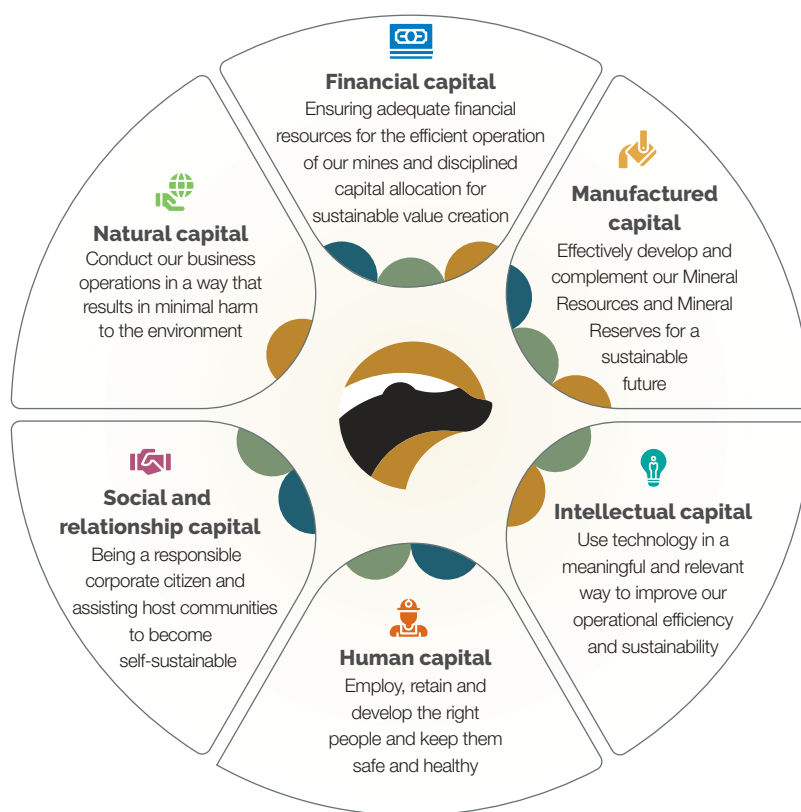 Financial capital
Ensuring adequate financial
resources for the efficient operation
of our mines and disciplined
capital allocation for
sustainable value creation
Manufactured
capital
Effectively develop and
complement our Mineral
Resources and Mineral
Reserves for a
sustainable
future
Intellectual capital
Use technology in a
meaningful and relevant
way to improve our
operational efficiency
and sustainability
Human capital
Employ, retain and
develop the right
people and keep them
safe and healthy
Social and
relationship capital
Being a responsible
corporate citizen and
assisting host communities
to become
self-sustainable
Natural capital
Conduct our business
operations in a way that
results in minimal harm
to the environment